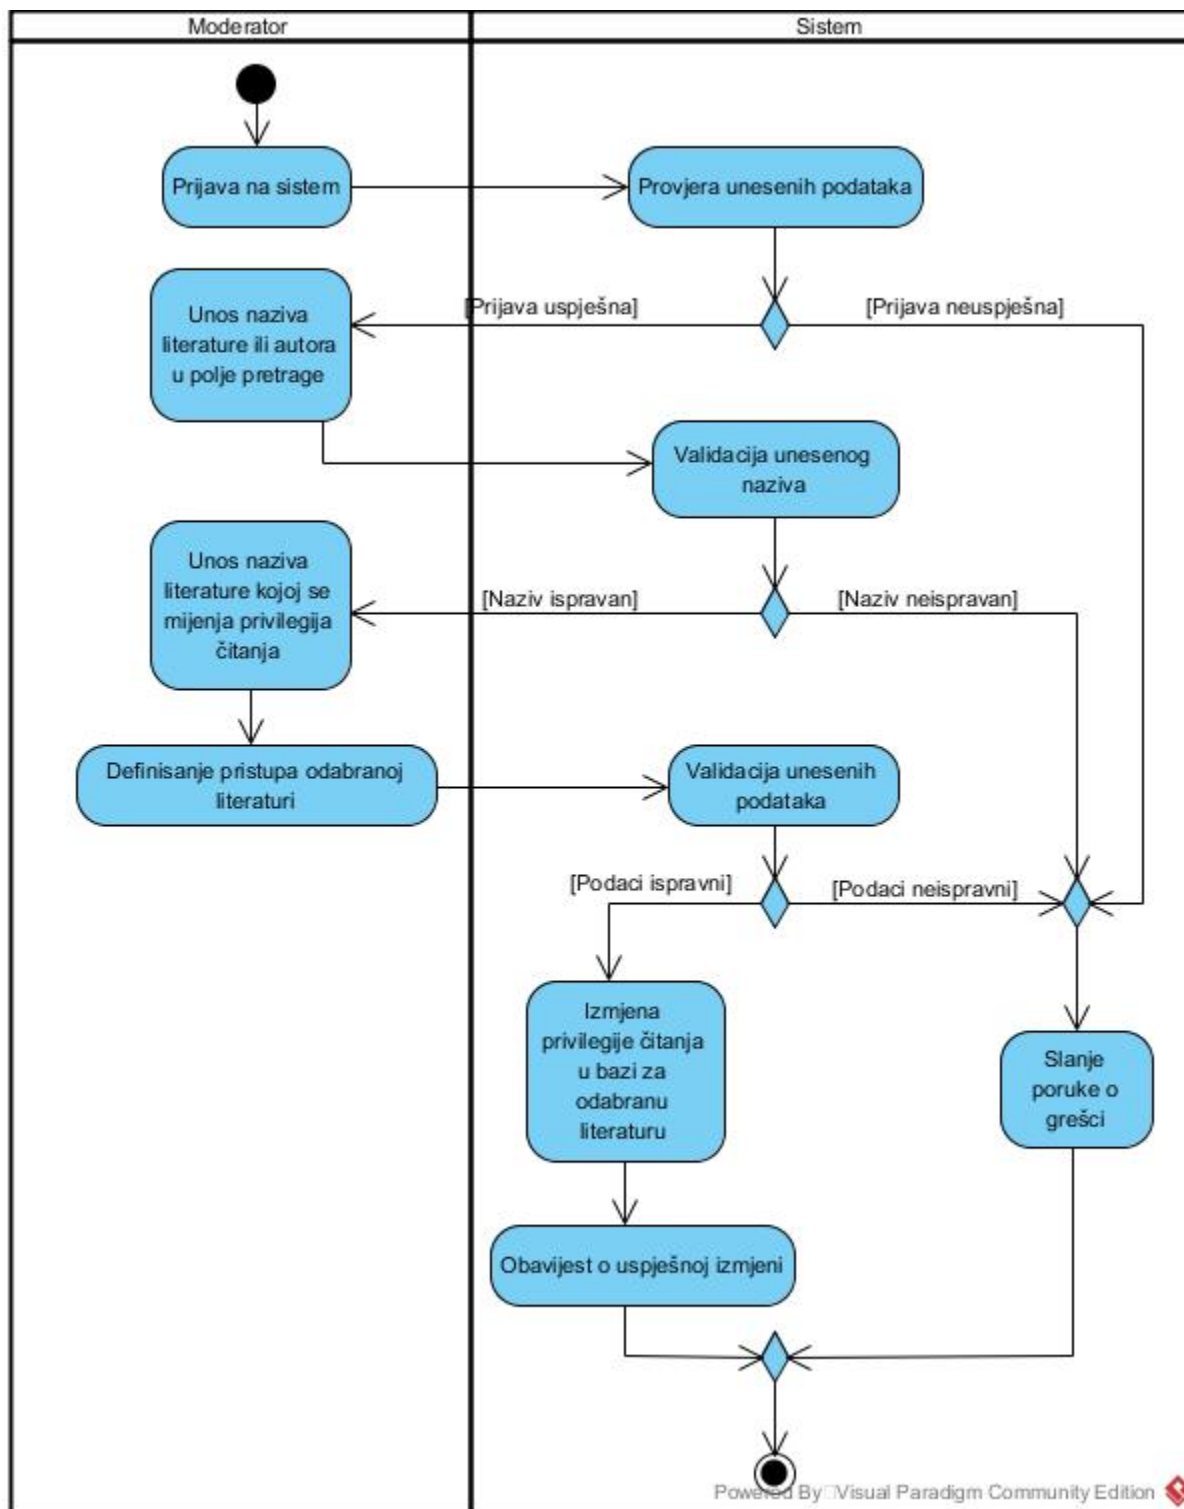 Moderator
Sistem
Prijava na sistem
Provjera unesenih podataka
[Prijava uspješna]
[Prijava neuspješna]
Unos naziva
literature ili autora
u polje pretrage
Validacija unesenog
naziva
Unos naziva
literature kojoj se
mijenja privilegija
čitanja
[Naziv ispravan]
[Naziv neispravan]
Definisanje pristupa odabranoj
literaturi
Validacija unesenih
podataka
[Podaci ispravni]
[Podaci neispravni]
Izmjena
privilegije čitanja
u bazi za
odabranu
literaturu
Slanje
poruke o
grešci
Obavijest o uspješnoj izmjeni
Powered By Visual Paradigm Community Edition